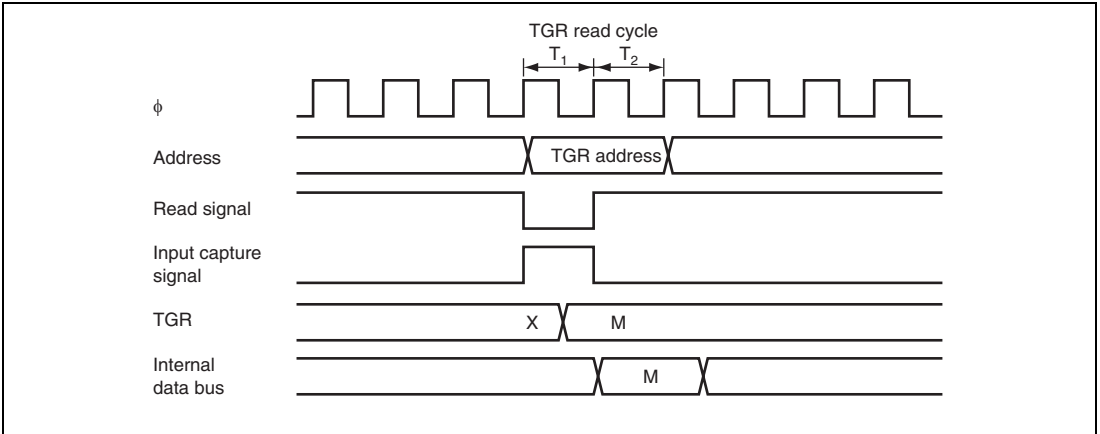 TGR read cycle
T1 T2
ϕ
Address
TGR address
Read signal
Input capture
signal
TGR
X M
Internal
data bus
M